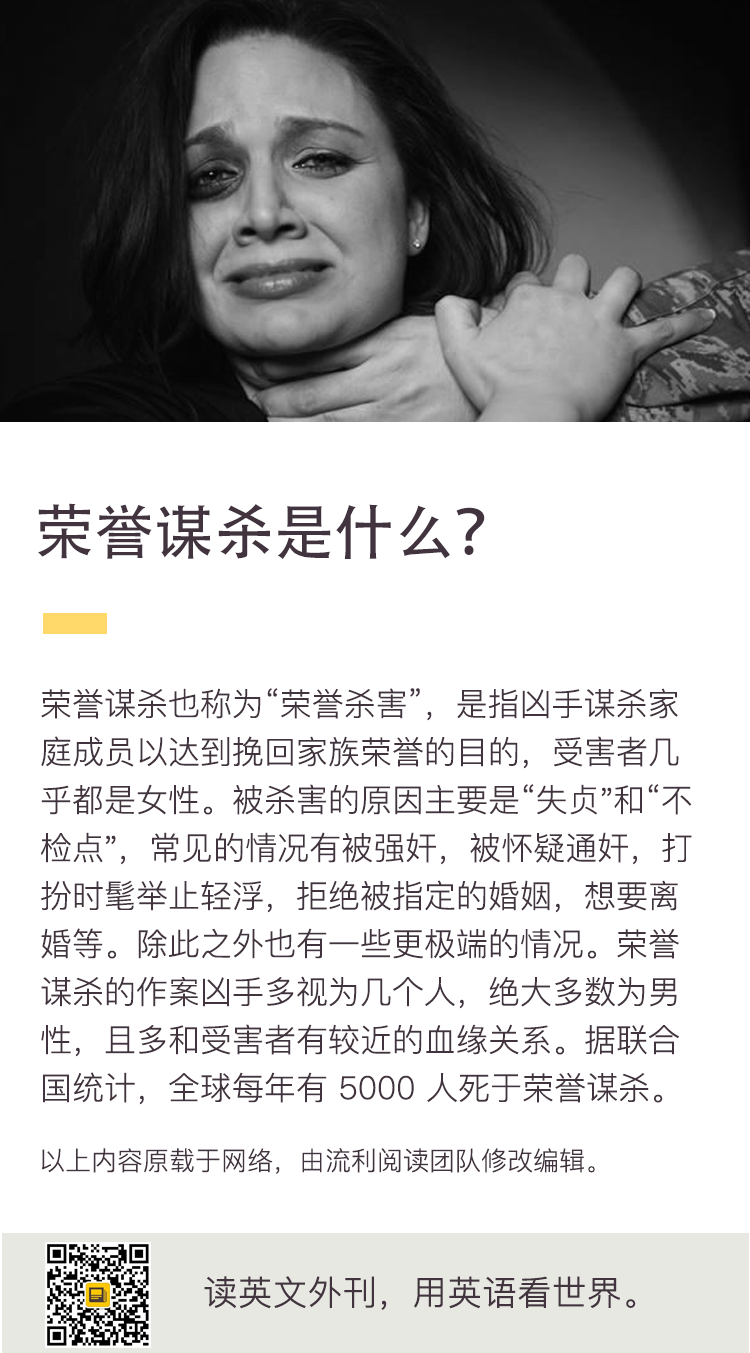 荣誉谋杀是什么？
荣誉谋杀也称为“荣誉杀害”，是指凶手谋杀家
庭成员以达到挽回家族荣誉的目的，受害者几
乎都是女性。被杀害的原因主要是“失贞”和“不
检点”，常见的情况有被强奸，被怀疑通奸，打
扮时髦举止轻浮，拒绝被指定的婚姻，想要离
婚等。除此之外也有一些更极端的情况。荣誉
谋杀的作案凶手多视为几个人，绝大多数为男
性，且多和受害者有较近的血缘关系。据联合
国统计，全球每年有 5000 人死于荣誉谋杀。
以上内容原载于网络，由流利阅读团队修改编辑。
读英文外刊，用英语看世界。